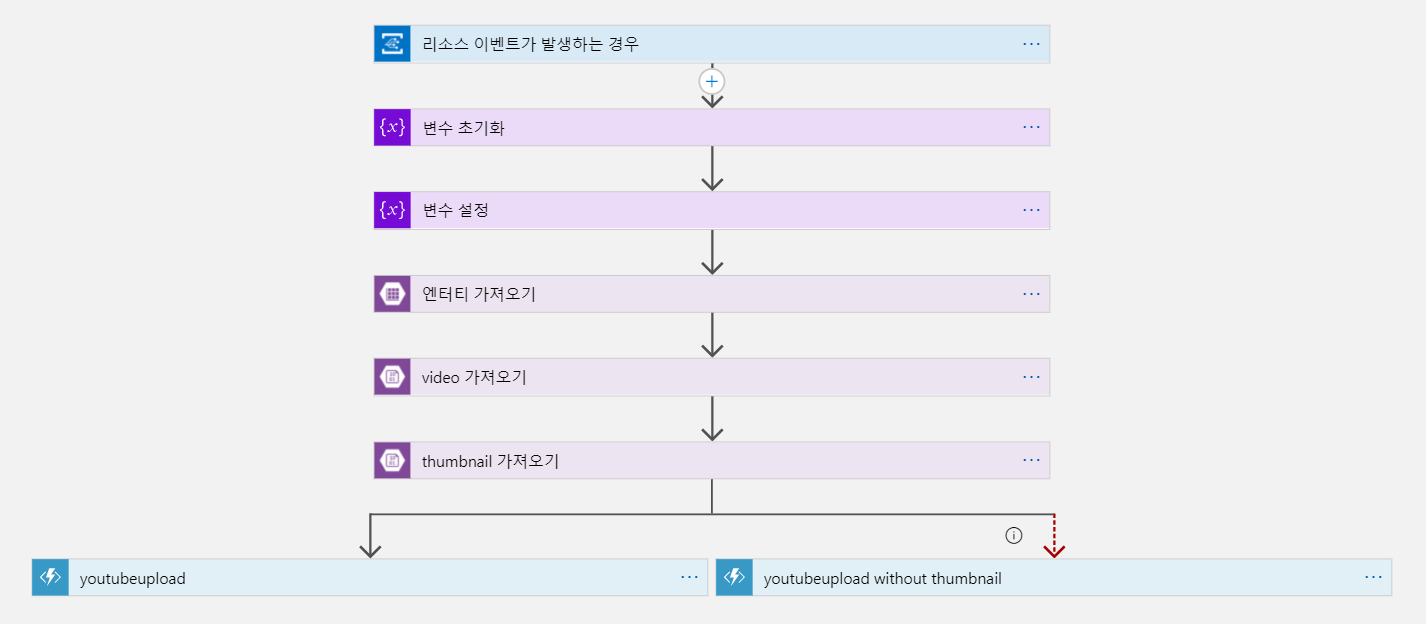 리소스 이벤트가 발생하는 경우
{x} 변수 초기화
{x} 변수 설정
엔터티 가져오기
video 가져오기
thumbnail 가져오기
youtubeupload
youtubeupload without thumbnail